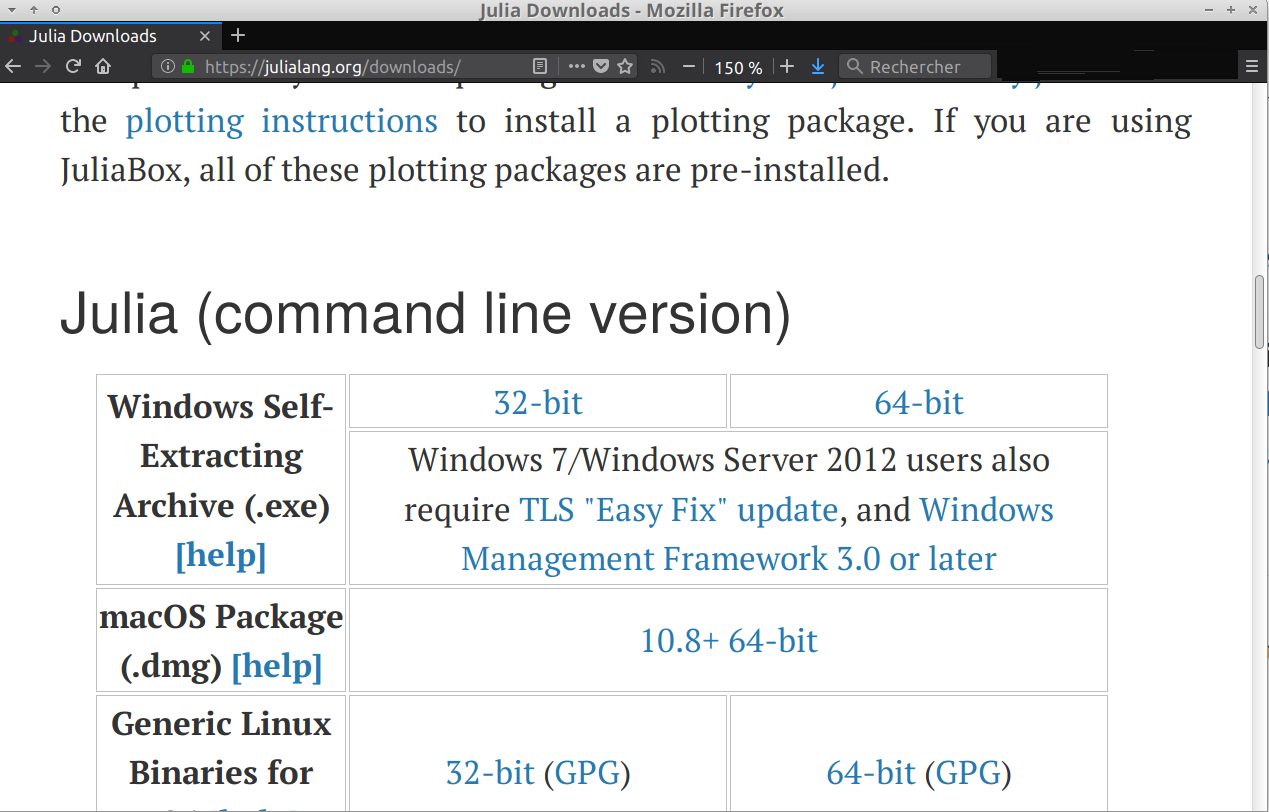 Julia Downloads - Mozilla Firefox
Julia Downloads
https://julialang.org/downloads/
150 %
Rechercher
the plotting instructions to install a plotting package. If you are using
JuliaBox, all of these plotting packages are pre-installed.
Julia (command line version)
Windows Self-
Extracting
Archive (.exe)
[help]
32-bit
64-bit
Windows 7/Windows Server 2012 users also
require TLS "Easy Fix" update, and Windows
Management Framework 3.0 or later
macOS Package
(.dmg) [help]
10.8+ 64-bit
Generic Linux
Binaries for
32-bit (GPG)
64-bit (GPG)